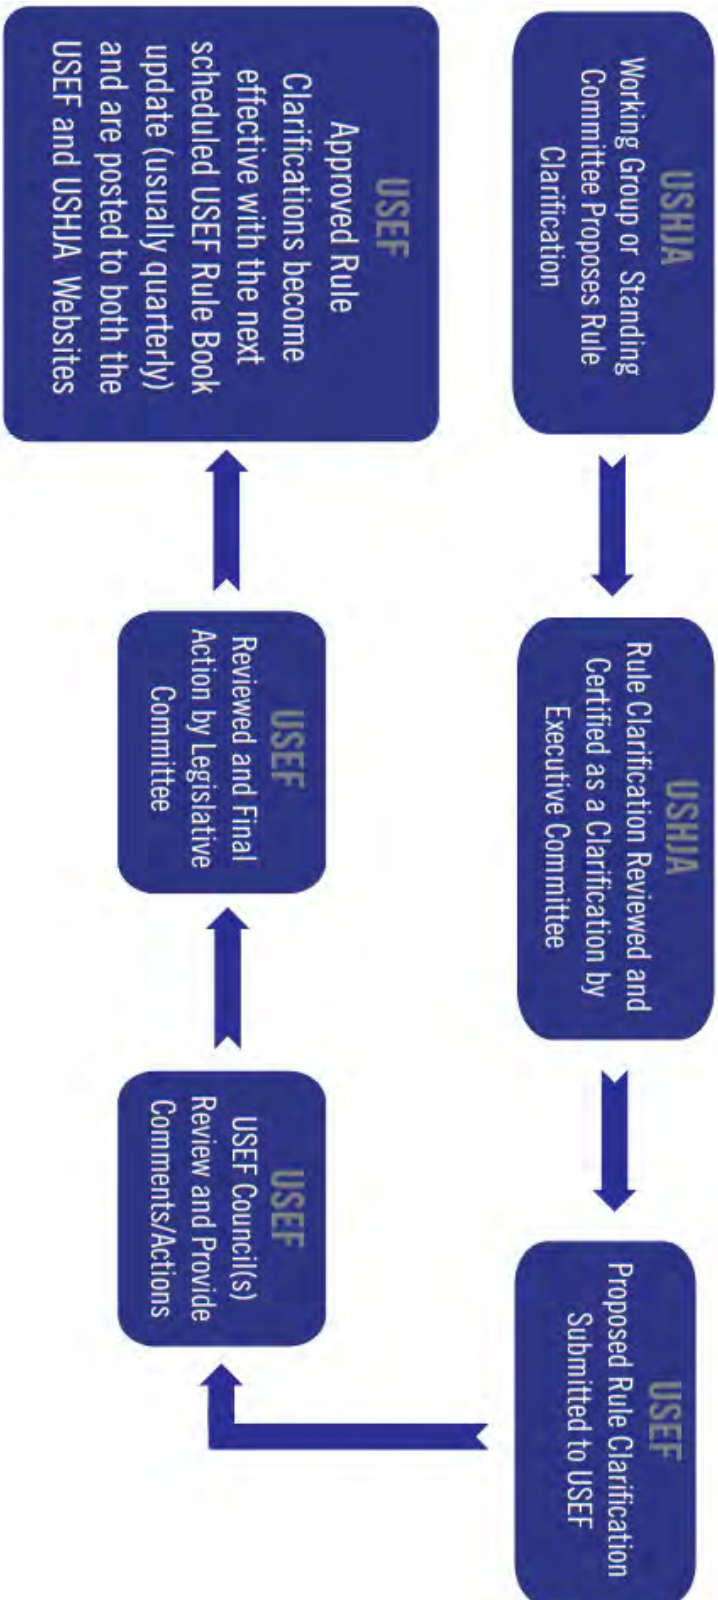 USHJA
Working Group or Standing
Committee Proposes Rule
Clarification
USHJA
Rule Clarification Reviewed and
Certified as a Clarification by
Executive Committee
USEF
Proposed Rule Clarification
Submitted to USEF
USEF
USEF Council(s)
Review and Provide
Comments/Actions
USEF
Reviewed and Final
Action by Legislative
Committee
USEF
Approved Rule
Clarifications become
effective with the next
scheduled USEF Rule Book
update (usually quarterly)
and are posted to both the
USEF and USHJA Websites